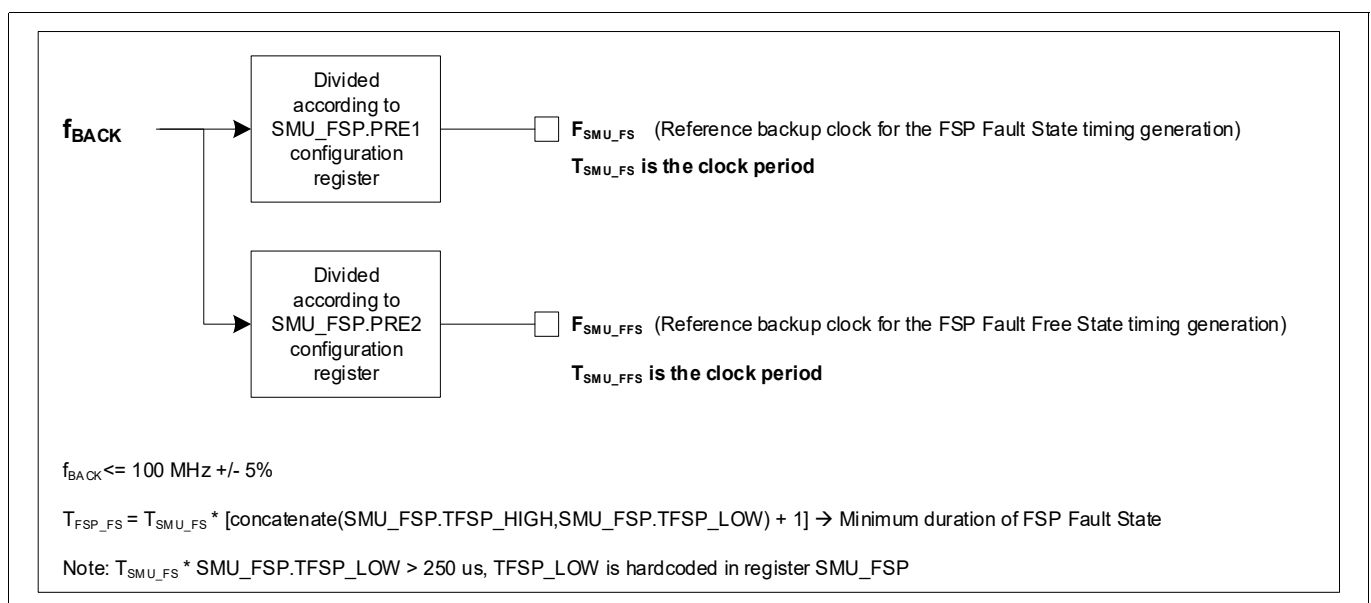 Divided
according to
SMU_FSP.PRE1
configuration
register
fBACK
FSMU_FS (Reference backup clock for the FSP Fault State timing generation)
TSMU_FS is the clock period
Divided
according to
SMU_FSP.PRE2
configuration
register
FSMU_FFS (Reference backup clock for the FSP Fault Free State timing generation)
TSMU_FFS is the clock period
fBACK<= 100 MHz +/- 5%
TFSP_FS = TSMU_FS * [concatenate(SMU_FSP.TFSP_HIGH,SMU_FSP.TFSP_LOW) + 1] → Minimum duration of FSP Fault State
Note: TSMU_FS * SMU_FSP.TFSP_LOW > 250 us, TFSP_LOW is hardcoded in register SMU_FSP